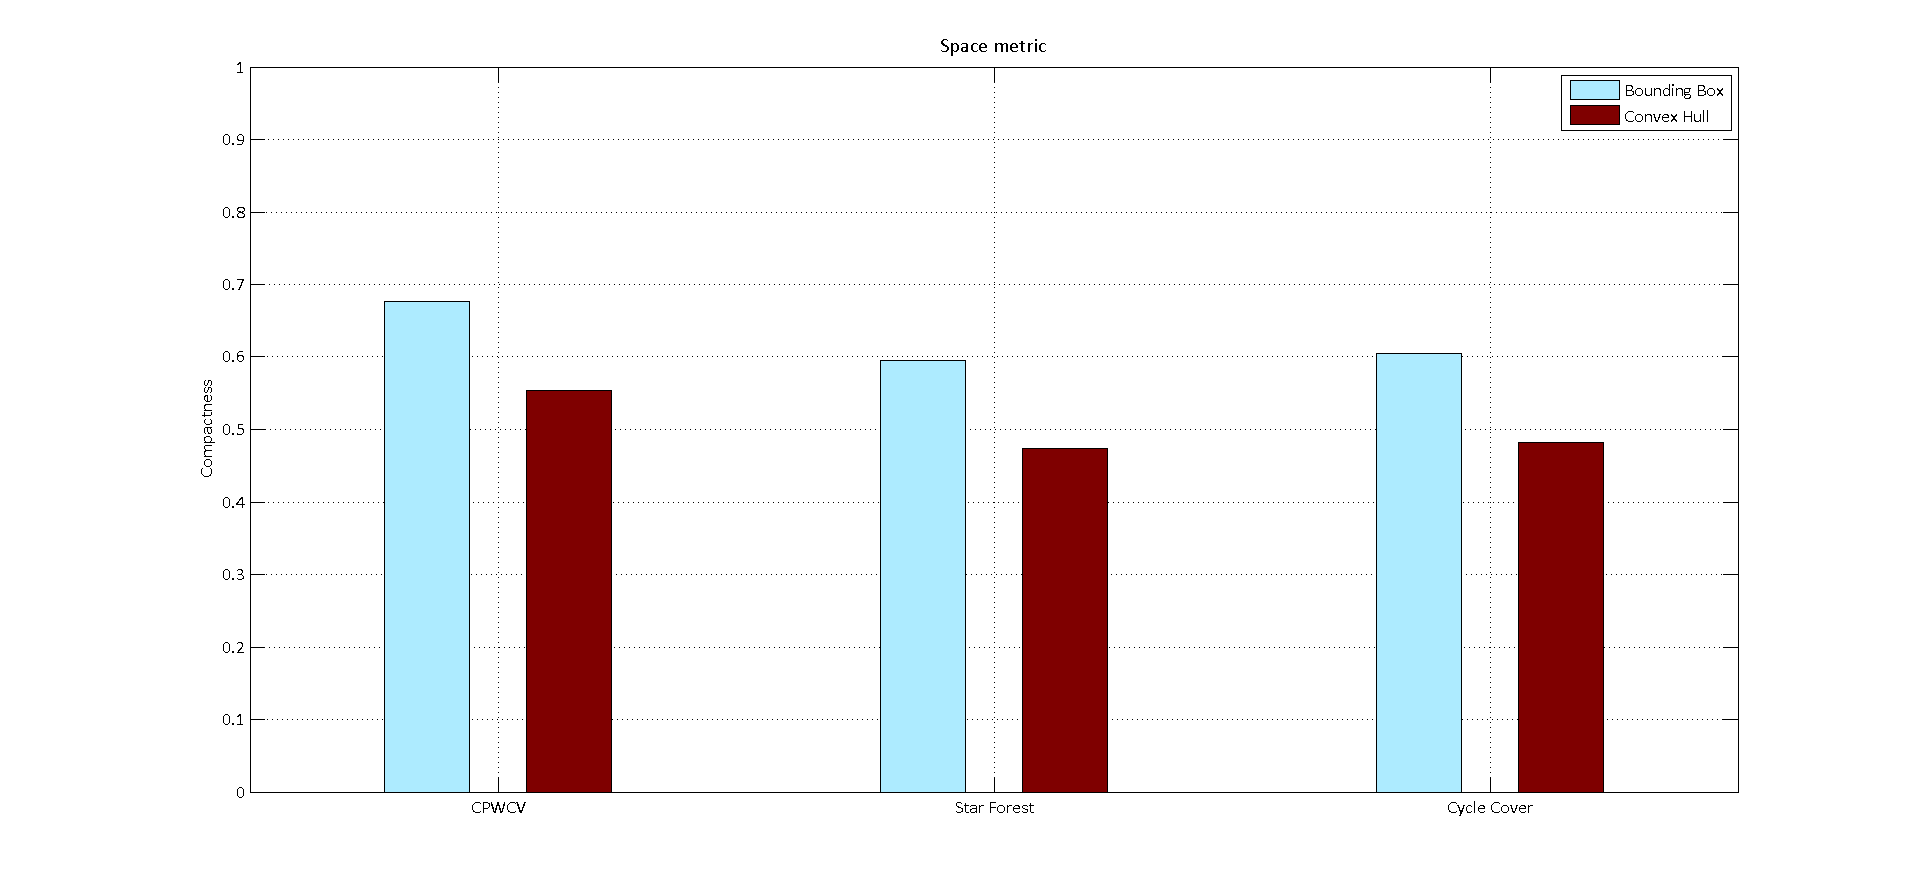 Space metric
Bounding Box
Convex Hull
1
0.9
0.8
0.7
0.6
0.5
0.4
0.3
0.2
0.1
0
Compactness
CPWCV
Star Forest
Cycle Cover